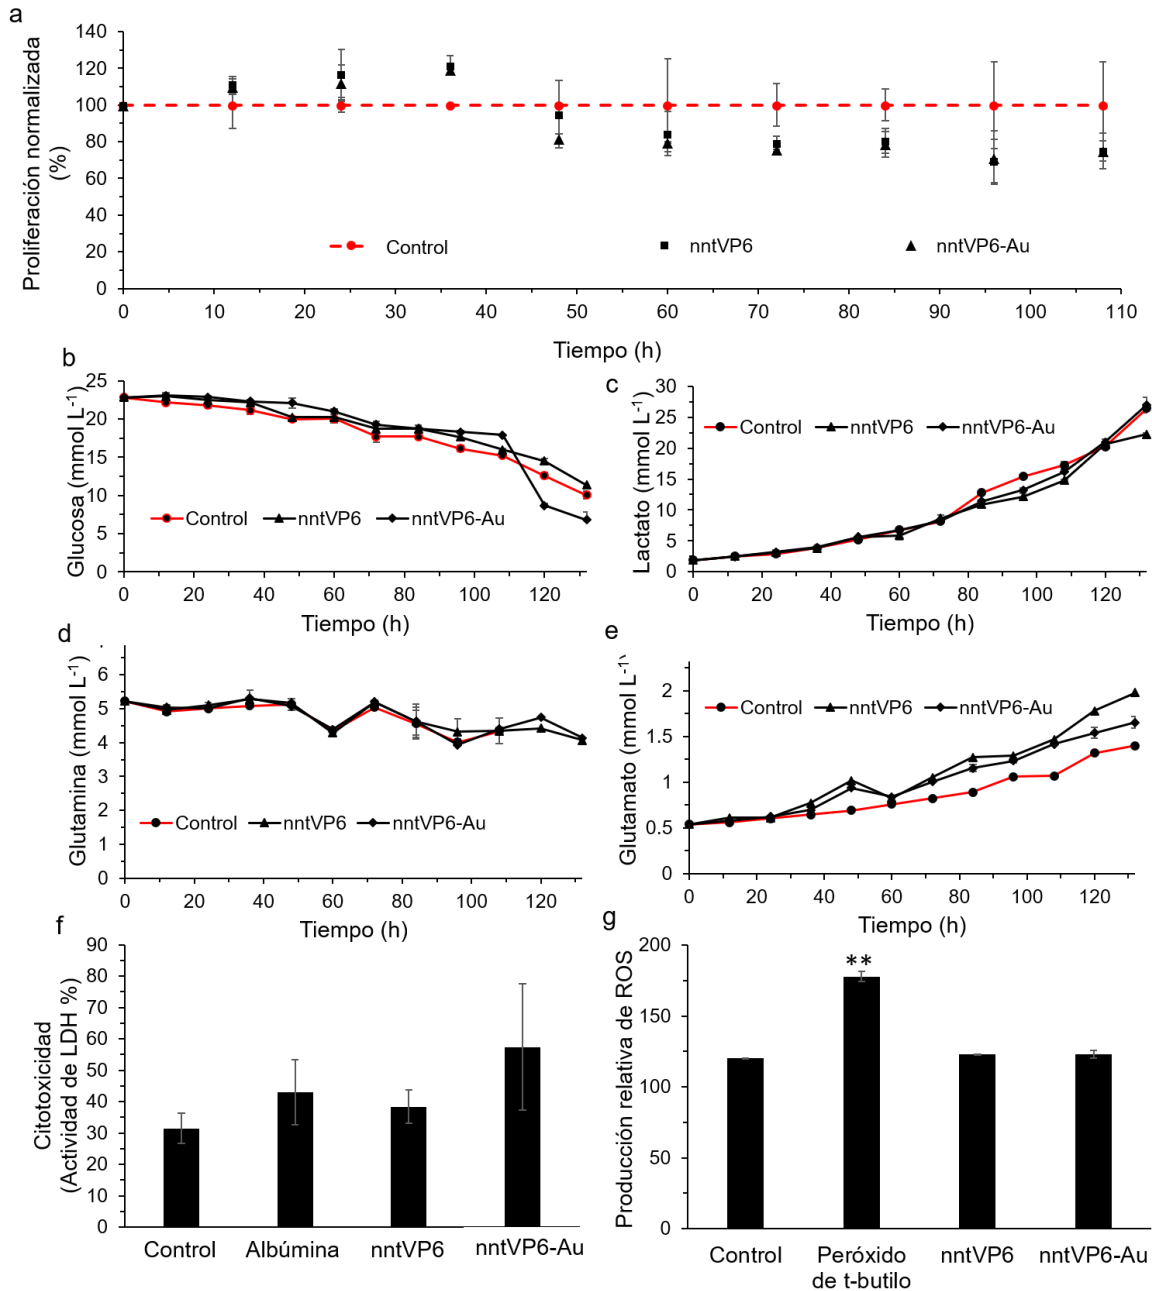 a
Proliferación normalizada
(%)
140
120
100
80
60
40
20
0
Control
nntVP6
nntVP6-Au
0 10 20 30 40 50 60 70 80 90 100 110
Tiempo (h)
b
Glucosa (mmol L-1)
25
20
15
10
5
0
Control nntVP6 nntVP6-Au
0 20 40 60 80 100 120
Tiempo (h)
c
Lactato (mmol L-1)
30
25
20
15
10
5
0
Control nntVP6 nntVP6-Au
0 20 40 60 80 100 120
Tiempo (h)
d
Glutamina (mmol L-1)
6
5
4
3
2
1
0
Control nntVP6 nntVP6-Au
0 20 40 60 80 100 120
Tiempo (h)
e
Glutamato (mmol L-1)
2
1.5
1
0.5
0
Control nntVP6 nntVP6-Au
0 20 40 60 80 100 120
Tiempo (h)
f
Citotoxicidad
(Actividad de LDH %)
90
80
70
60
50
40
30
20
10
0
Control Albúmina nntVP6 nntVP6-Au
g
Producción relativa de ROS
200
150
100
50
0
**
Control Peróxido nntVP6 nntVP6-Au
de t-butilo